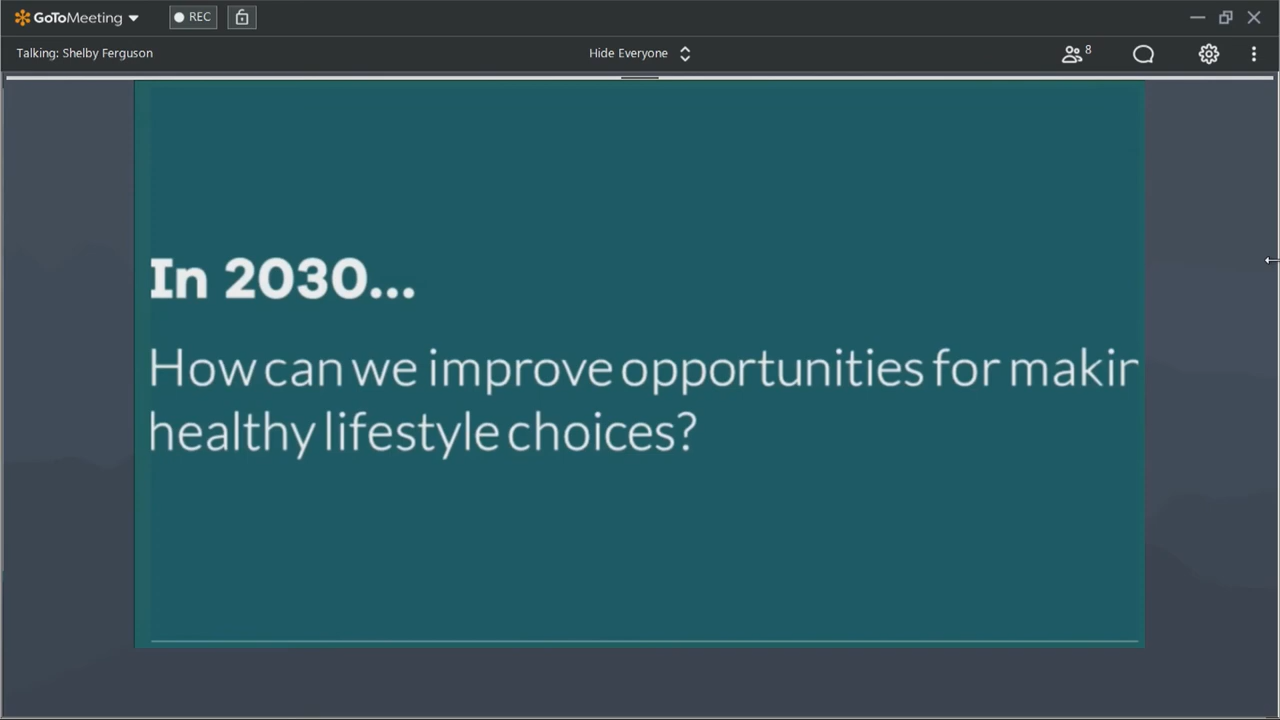 GoToMeeting
REC
Talking: Shelby Ferguson
Hide Everyone
8
In 2030...
How can we improve opportunities for makin
healthy lifestyle choices?